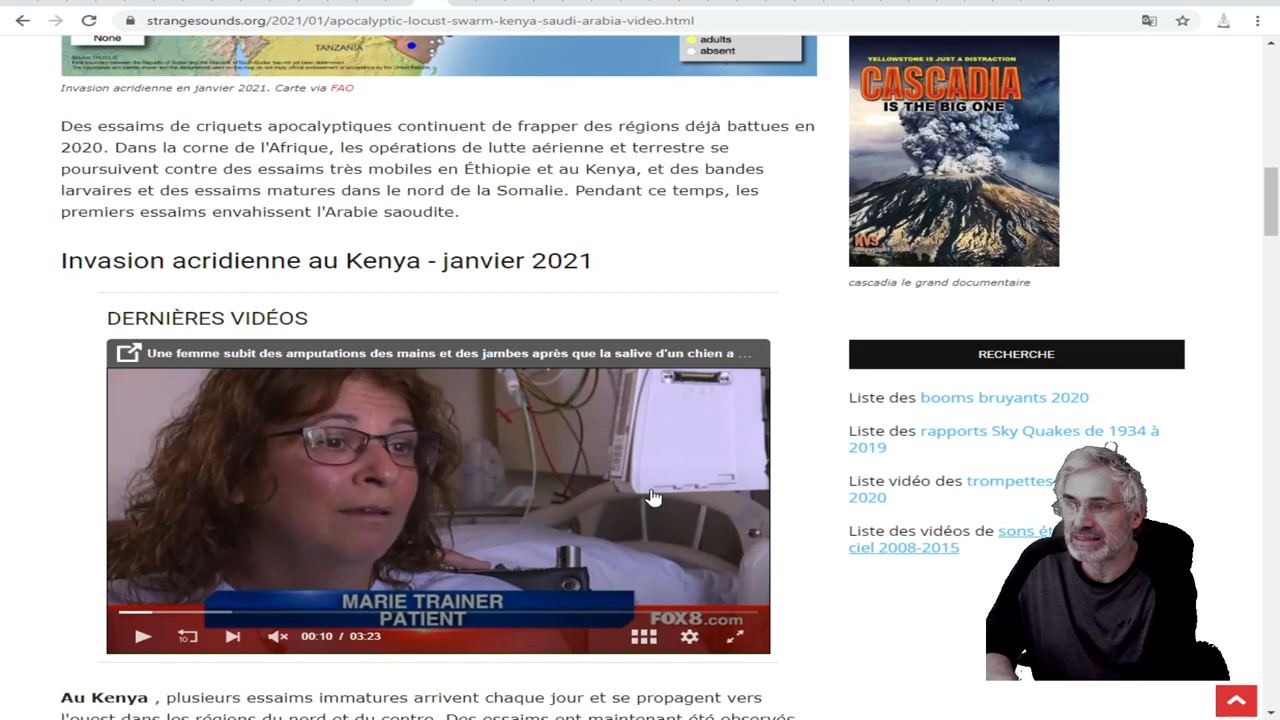 strangesounds.org/2021/01/apocalyptic-locust-swarm-kenya-saudi-arabia-video.html
None
TANZANIA
adults
absent
Invasion acridienne en janvier 2021. Carte via FAO
Des essaims de criquets apocalyptiques continuent de frapper des régions déjà battues en
2020. Dans la corne de l'Afrique, les opérations de lutte aérienne et terrestre se
poursuivent contre des essaims très mobiles en Éthiopie et au Kenya, et des bandes
larvaires et des essaims matures dans le nord de la Somalie. Pendant ce temps, les
premiers essaims envahissent l'Arabie saoudite.
Invasion acridienne au Kenya - janvier 2021
DERNIÈRES VIDÉOS
Une femme subit des amputations des mains et des jambes après que la salive d'un chien a ...
MARIE TRAINER
PATIENT
FOX8.com
10
00:10 / 03:23
Au Kenya , plusieurs essaims immatures arrivent chaque jour et se propagent vers
l'ouest dans les régions du nord et du centre. Des essaims ont maintenant été observés
YELLOWSTONE IS JUST A DISTRACTION
CASCADIA
IS THE BIG ONE
cascadia le grand documentaire
RECHERCHE
Liste des booms bruyants 2020
Liste des rapports Sky Quakes de 1934 à
2019
Liste vidéo des trompettes
2020
Liste des vidéos de sons
ciel 2008-2015